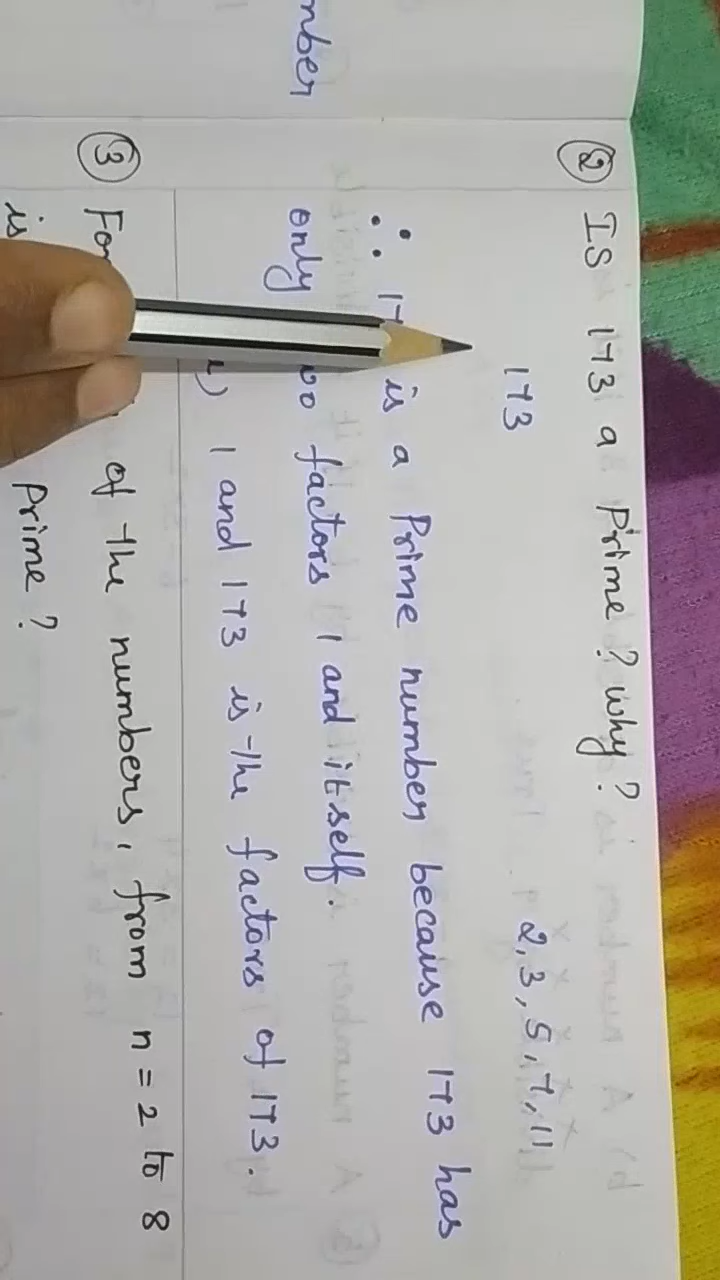 mber
② Is 173 a Prime? why?
173 2, 3, 5, 7, 11
∴ is a Prime number because 173 has
only factors 1 and itself.
) 1 and 173 is the factors of 173.
③ For of the numbers, from n = 2 to 8
is Prime?